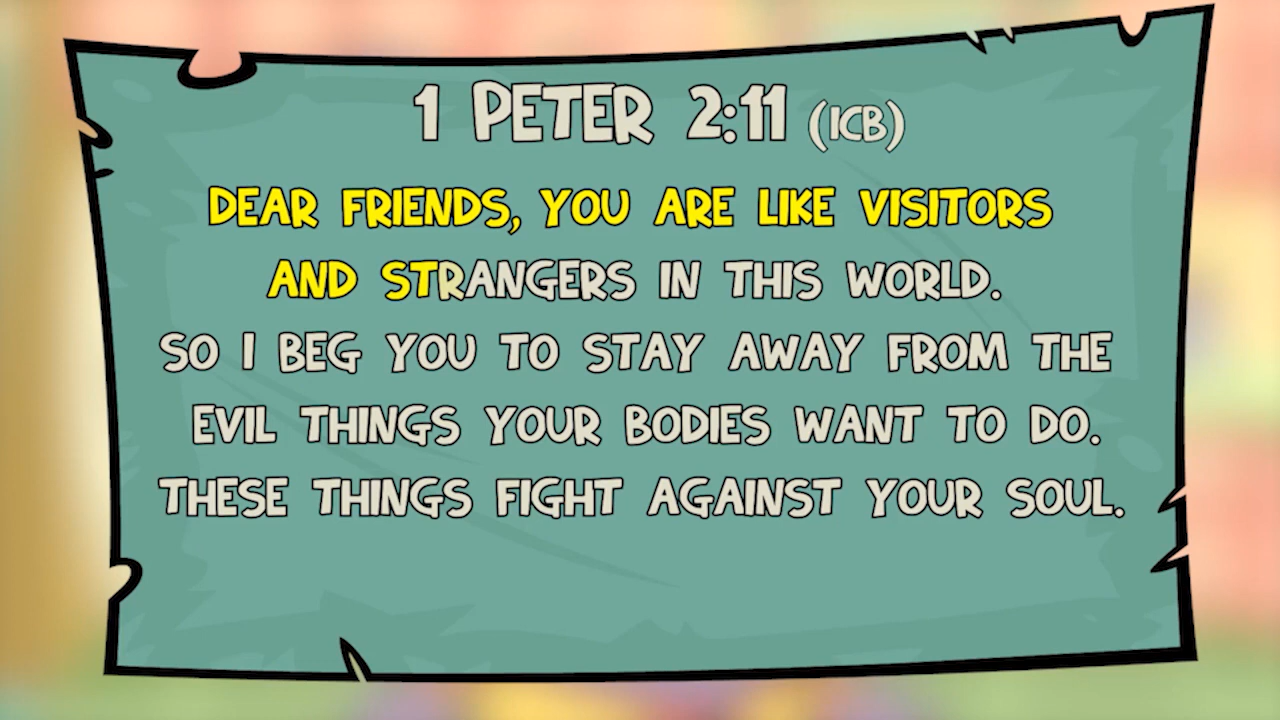 1 PETER 2:11 (ICB)
DEAR FRIENDS, YOU ARE LIKE VISITORS
AND STRANGERS IN THIS WORLD.
SO I BEG YOU TO STAY AWAY FROM THE
EVIL THINGS YOUR BODIES WANT TO DO.
THESE THINGS FIGHT AGAINST YOUR SOUL.